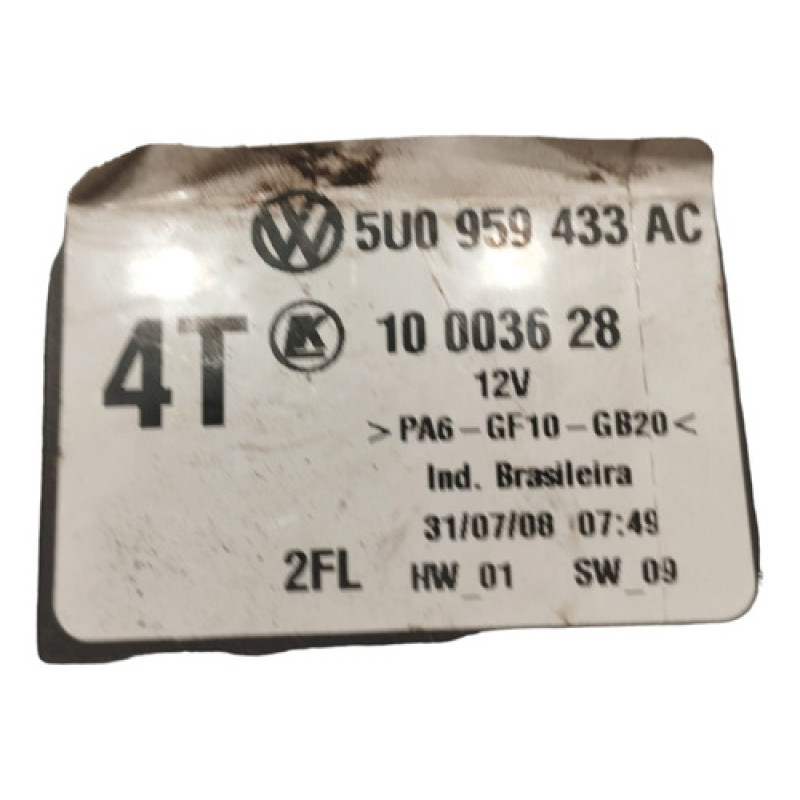 VW 5U0 959 433 AC
4T K 10 0036 28
12V
>PA6-GF10-GB20<
Ind. Brasileira
31/07/08 07:49
2FL HW_01 SW_09